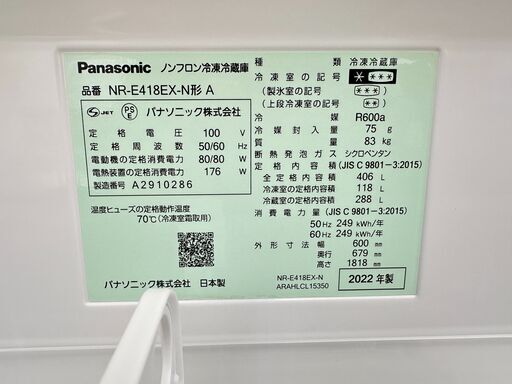 Panasonic ノンフロン冷凍冷蔵庫
品番 NR-E418EX-N形 A
S JET PS E パナソニック株式会社
定格電圧 100 V
定格周波数 50/60 Hz
電動機の定格消費電力 80/80 W
電熱装置の定格消費電力 176 W
製造番号 A2910286
温度ヒューズの定格動作温度
70℃(冷凍室霜取用)
パナソニック株式会社 日本製
種類 冷凍冷蔵庫
冷凍室の記号 * ***
(製氷室の記号) ***
(上段冷凍室の記号) **
冷媒 R600a
冷媒封入量 75 g
質量 83 kg
断熱発泡ガス シクロペンタン
定格内容積 (JIS C 9801-3:2015)
全定格内容積 406 L
冷凍室の定格内容積 118 L
冷蔵室の定格内容積 288 L
消費電力量 (JIS C 9801-3:2015)
50 Hz 249 kWh/年
60 Hz 249 kWh/年
外形寸法 幅 600 mm
奥行 679 mm
高さ 1818 mm
NR-E418EX-N
ARAHLCL15350
2022 年製